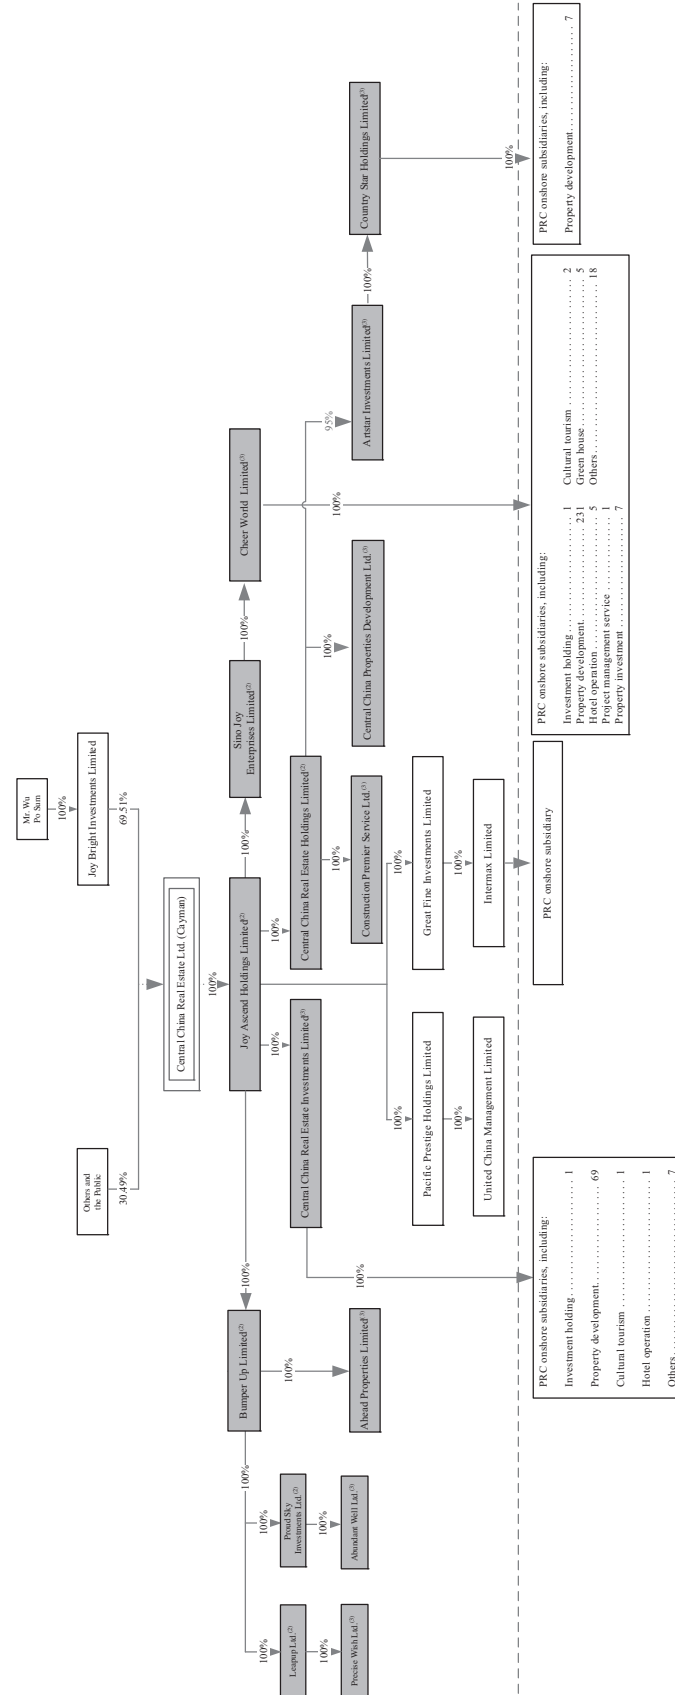 Mr. Wu
Po Sum
100%
Joy Bright Investments Limited
69.51%
Others and
the Public
30.49%
Central China Real Estate Ltd. (Cayman)
100%
Joy Ascend Holdings Limited(2)
100%
Bumper Up Limited(2)
100%
Sino Joy
Enterprises Limited(2)
100%
Cheer World Limited(3)
100%
100%
Leapup Ltd.(2)
100%
Precise Wish Ltd.(3)
100%
Proud Sky
Investments Ltd.(2)
100%
Abundant Well Ltd.(3)
100%
Ahead Properties Limited(3)
100%
Central China Real Estate Investments Limited(3)
100%
100%
Central China Real Estate Holdings Limited(2)
100%
Construction Premier Service Ltd.(3)
100%
Central China Properties Development Ltd.(3)
95%
Artstar Investments Limited(3)
100%
Country Star Holdings Limited(3)
100%
100%
Pacific Prestige Holdings Limited
100%
United China Management Limited
100%
Great Fine Investments Limited
100%
Intermax Limited
100%
PRC onshore subsidiaries, including:
Investment holding . . . . . . . . . . . . . . . . . . . . . . . . 1
Property development. . . . . . . . . . . . . . . . . . . . . 69
Cultural tourism . . . . . . . . . . . . . . . . . . . . . . . . . . 1
Hotel operation . . . . . . . . . . . . . . . . . . . . . . . . . . . 1
Others . . . . . . . . . . . . . . . . . . . . . . . . . . . . . . . . . . 7
PRC onshore subsidiary
PRC onshore subsidiaries, including:
Investment holding . . . . . . . . . . . . . . . . . . . . 1
Property development. . . . . . . . . . . . . . . . 231
Hotel operation . . . . . . . . . . . . . . . . . . . . . . . 5
Project management service . . . . . . . . . . . . 1
Property investment . . . . . . . . . . . . . . . . . . . 7
Cultural tourism . . . . . . . . . . . . . . . . . . . . . . 2
Green house . . . . . . . . . . . . . . . . . . . . . . . . . . 5
Others . . . . . . . . . . . . . . . . . . . . . . . . . . . . . . 18
PRC onshore subsidiaries, including:
Property development. . . . . . . . . . . . . . . . . . . . . 7